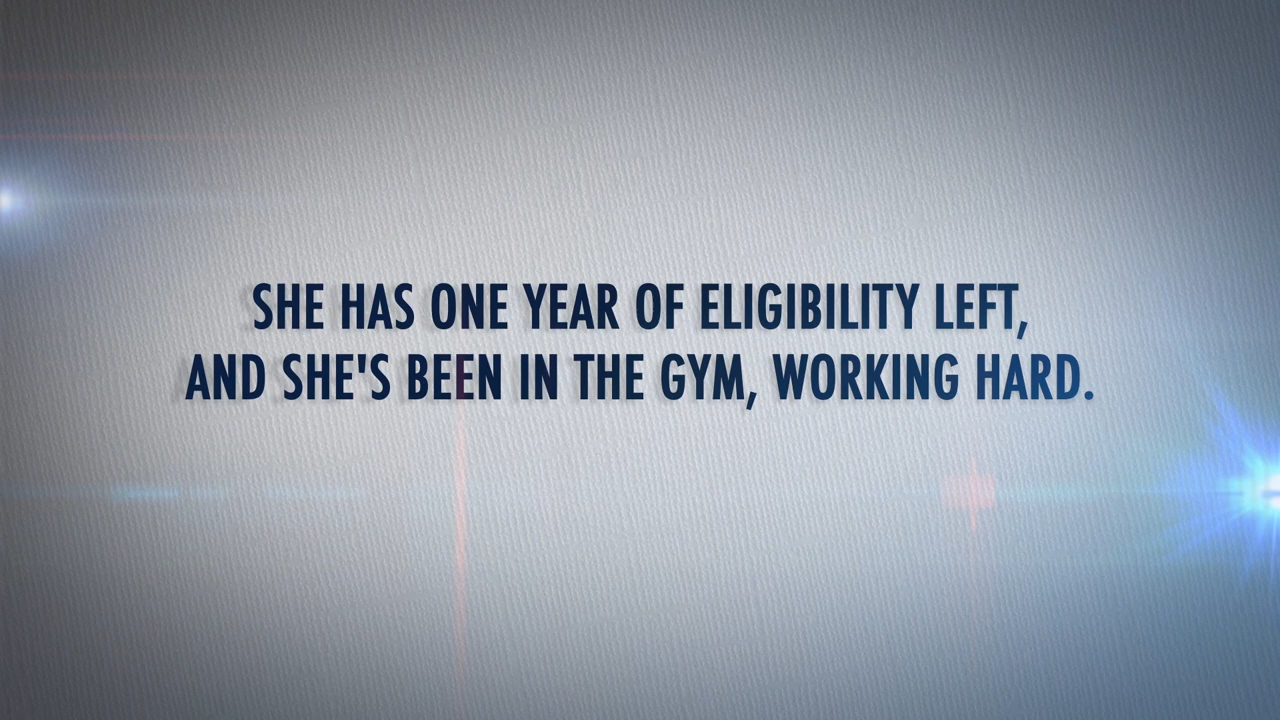 SHE HAS ONE YEAR OF ELIGIBILITY LEFT,
AND SHE'S BEEN IN THE GYM, WORKING HARD.